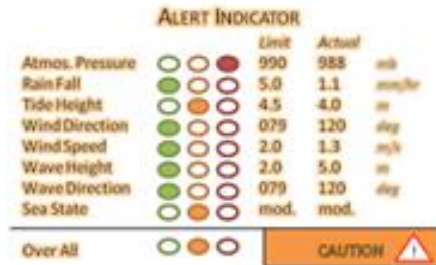 ALERT INDICATOR
Limit Actual
Atmos. Pressure 990 988 mb
Rain Fall 5.0 1.1 mm/hr
Tide Height 4.5 4.0 m
Wind Direction 079 120 deg
Wind Speed 2.0 1.3 m/s
Wave Height 2.0 5.0 m
Wave Direction 079 120 deg
Sea State mod. mod.
Over All CAUTION !